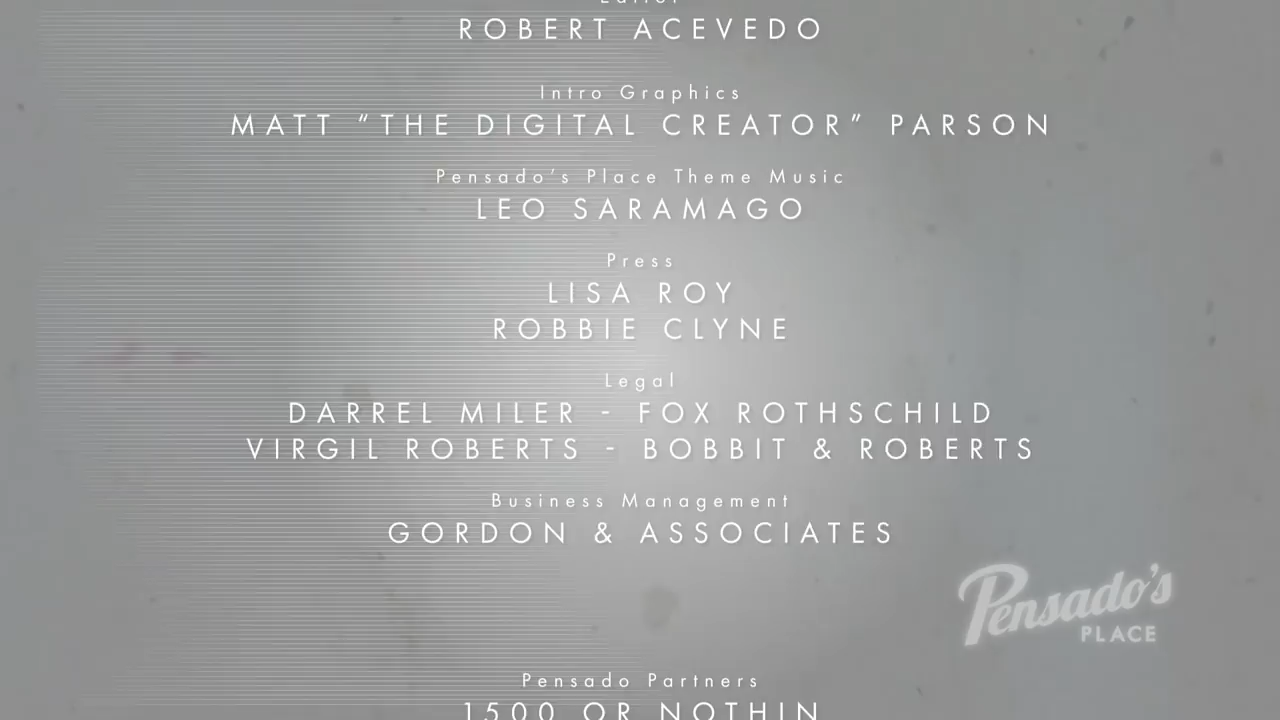 Editor
ROBERT ACEVEDO
Intro Graphics
MATT “THE DIGITAL CREATOR” PARSON
Pensado’s Place Theme Music
LEO SARAMAGO
Press
LISA ROY
ROBBIE CLYNE
Legal
DARREL MILER - FOX ROTHSCHILD
VIRGIL ROBERTS - BOBBIT & ROBERTS
Business Management
GORDON & ASSOCIATES
Pensado’s
PLACE
Pensado Partners
1500 OR NOTHIN